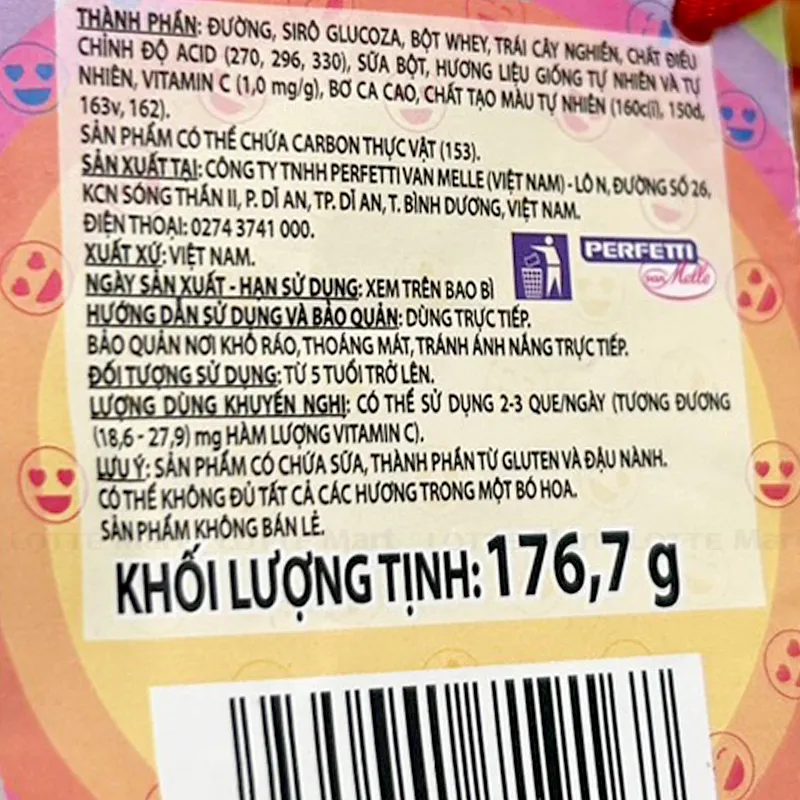 THÀNH PHẦN: ĐƯỜNG, SIRÔ GLUCOZA, BỘT WHEY, TRÁI CÂY NGHIỀN, CHẤT ĐIỀU
CHỈNH ĐỘ ACID (270, 296, 330), SỮA BỘT, HƯƠNG LIỆU GIỐNG TỰ NHIÊN VÀ TỰ
NHIÊN, VITAMIN C (1,0 mg/g), BƠ CA CAO, CHẤT TẠO MÀU TỰ NHIÊN (160c(i), 150d,
163v, 162).
SẢN PHẨM CÓ THỂ CHỨA CARBON THỰC VẬT (153).
SẢN XUẤT TẠI: CÔNG TY TNHH PERFETTI VAN MELLE (VIỆT NAM) - LÔ N, ĐƯỜNG SỐ 26,
KCN SÓNG THẦN II, P. DĨ AN, TP. DĨ AN, T. BÌNH DƯƠNG, VIỆT NAM.
ĐIỆN THOẠI: 0274 3741 000.
XUẤT XỨ: VIỆT NAM.
NGÀY SẢN XUẤT - HẠN SỬ DỤNG: XEM TRÊN BAO BÌ
PERFETTI
van Melle
HƯỚNG DẪN SỬ DỤNG VÀ BẢO QUẢN: DÙNG TRỰC TIẾP.
BẢO QUẢN NƠI KHÔ RÁO, THOÁNG MÁT, TRÁNH ÁNH NẮNG TRỰC TIẾP.
ĐỐI TƯỢNG SỬ DỤNG: TỪ 5 TUỔI TRỞ LÊN.
LƯỢNG DÙNG KHUYẾN NGHỊ: CÓ THỂ SỬ DỤNG 2-3 QUE/NGÀY (TƯƠNG ĐƯƠNG
(18,6 - 27,9) mg HÀM LƯỢNG VITAMIN C).
LƯU Ý: SẢN PHẨM CÓ CHỨA SỮA, THÀNH PHẦN TỪ GLUTEN VÀ ĐẬU NÀNH.
CÓ THỂ KHÔNG ĐỦ TẤT CẢ CÁC HƯƠNG TRONG MỘT BÓ HOA.
SẢN PHẨM KHÔNG BÁN LẺ.
LOTTE Mart LOTTE Mart LOTTE Mart
KHỐI LƯỢNG TỊNH: 176,7 g